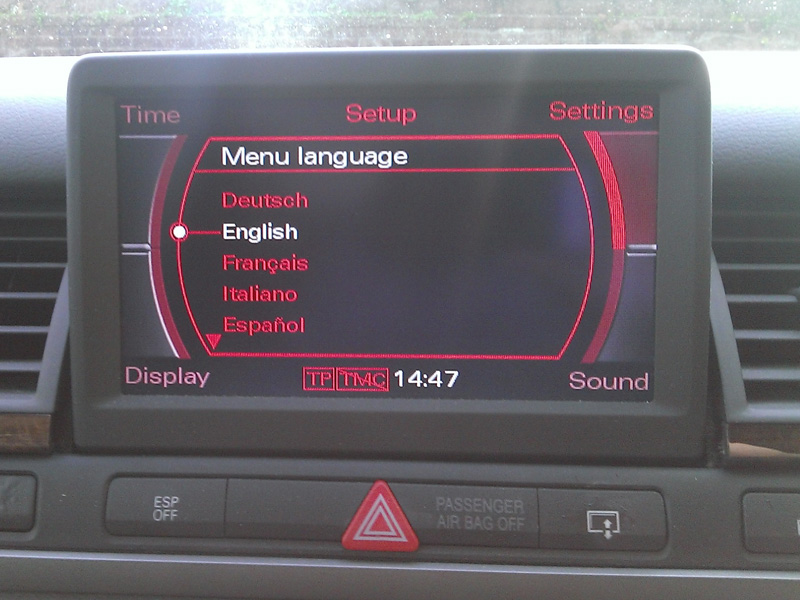 Time Setup Settings
Menu language
Deutsch
English
Français
Italiano
Español
Display TP TMC 14:47 Sound
ESP
OFF
PASSENGER
AIR BAG OFF